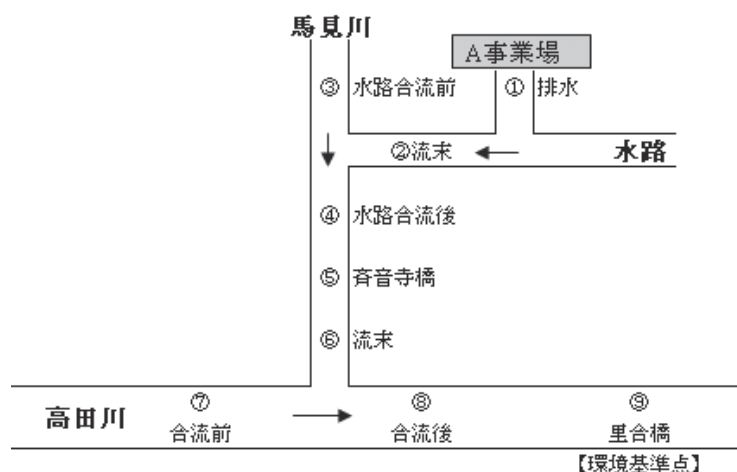 馬見川
A事業場
③ 水路合流前
① 排水
②流末
水路
④ 水路合流後
⑤ 斉音寺橋
⑥ 流末
⑦
合流前
高田川
⑧
合流後
⑨
里合橋
【環境基準点】